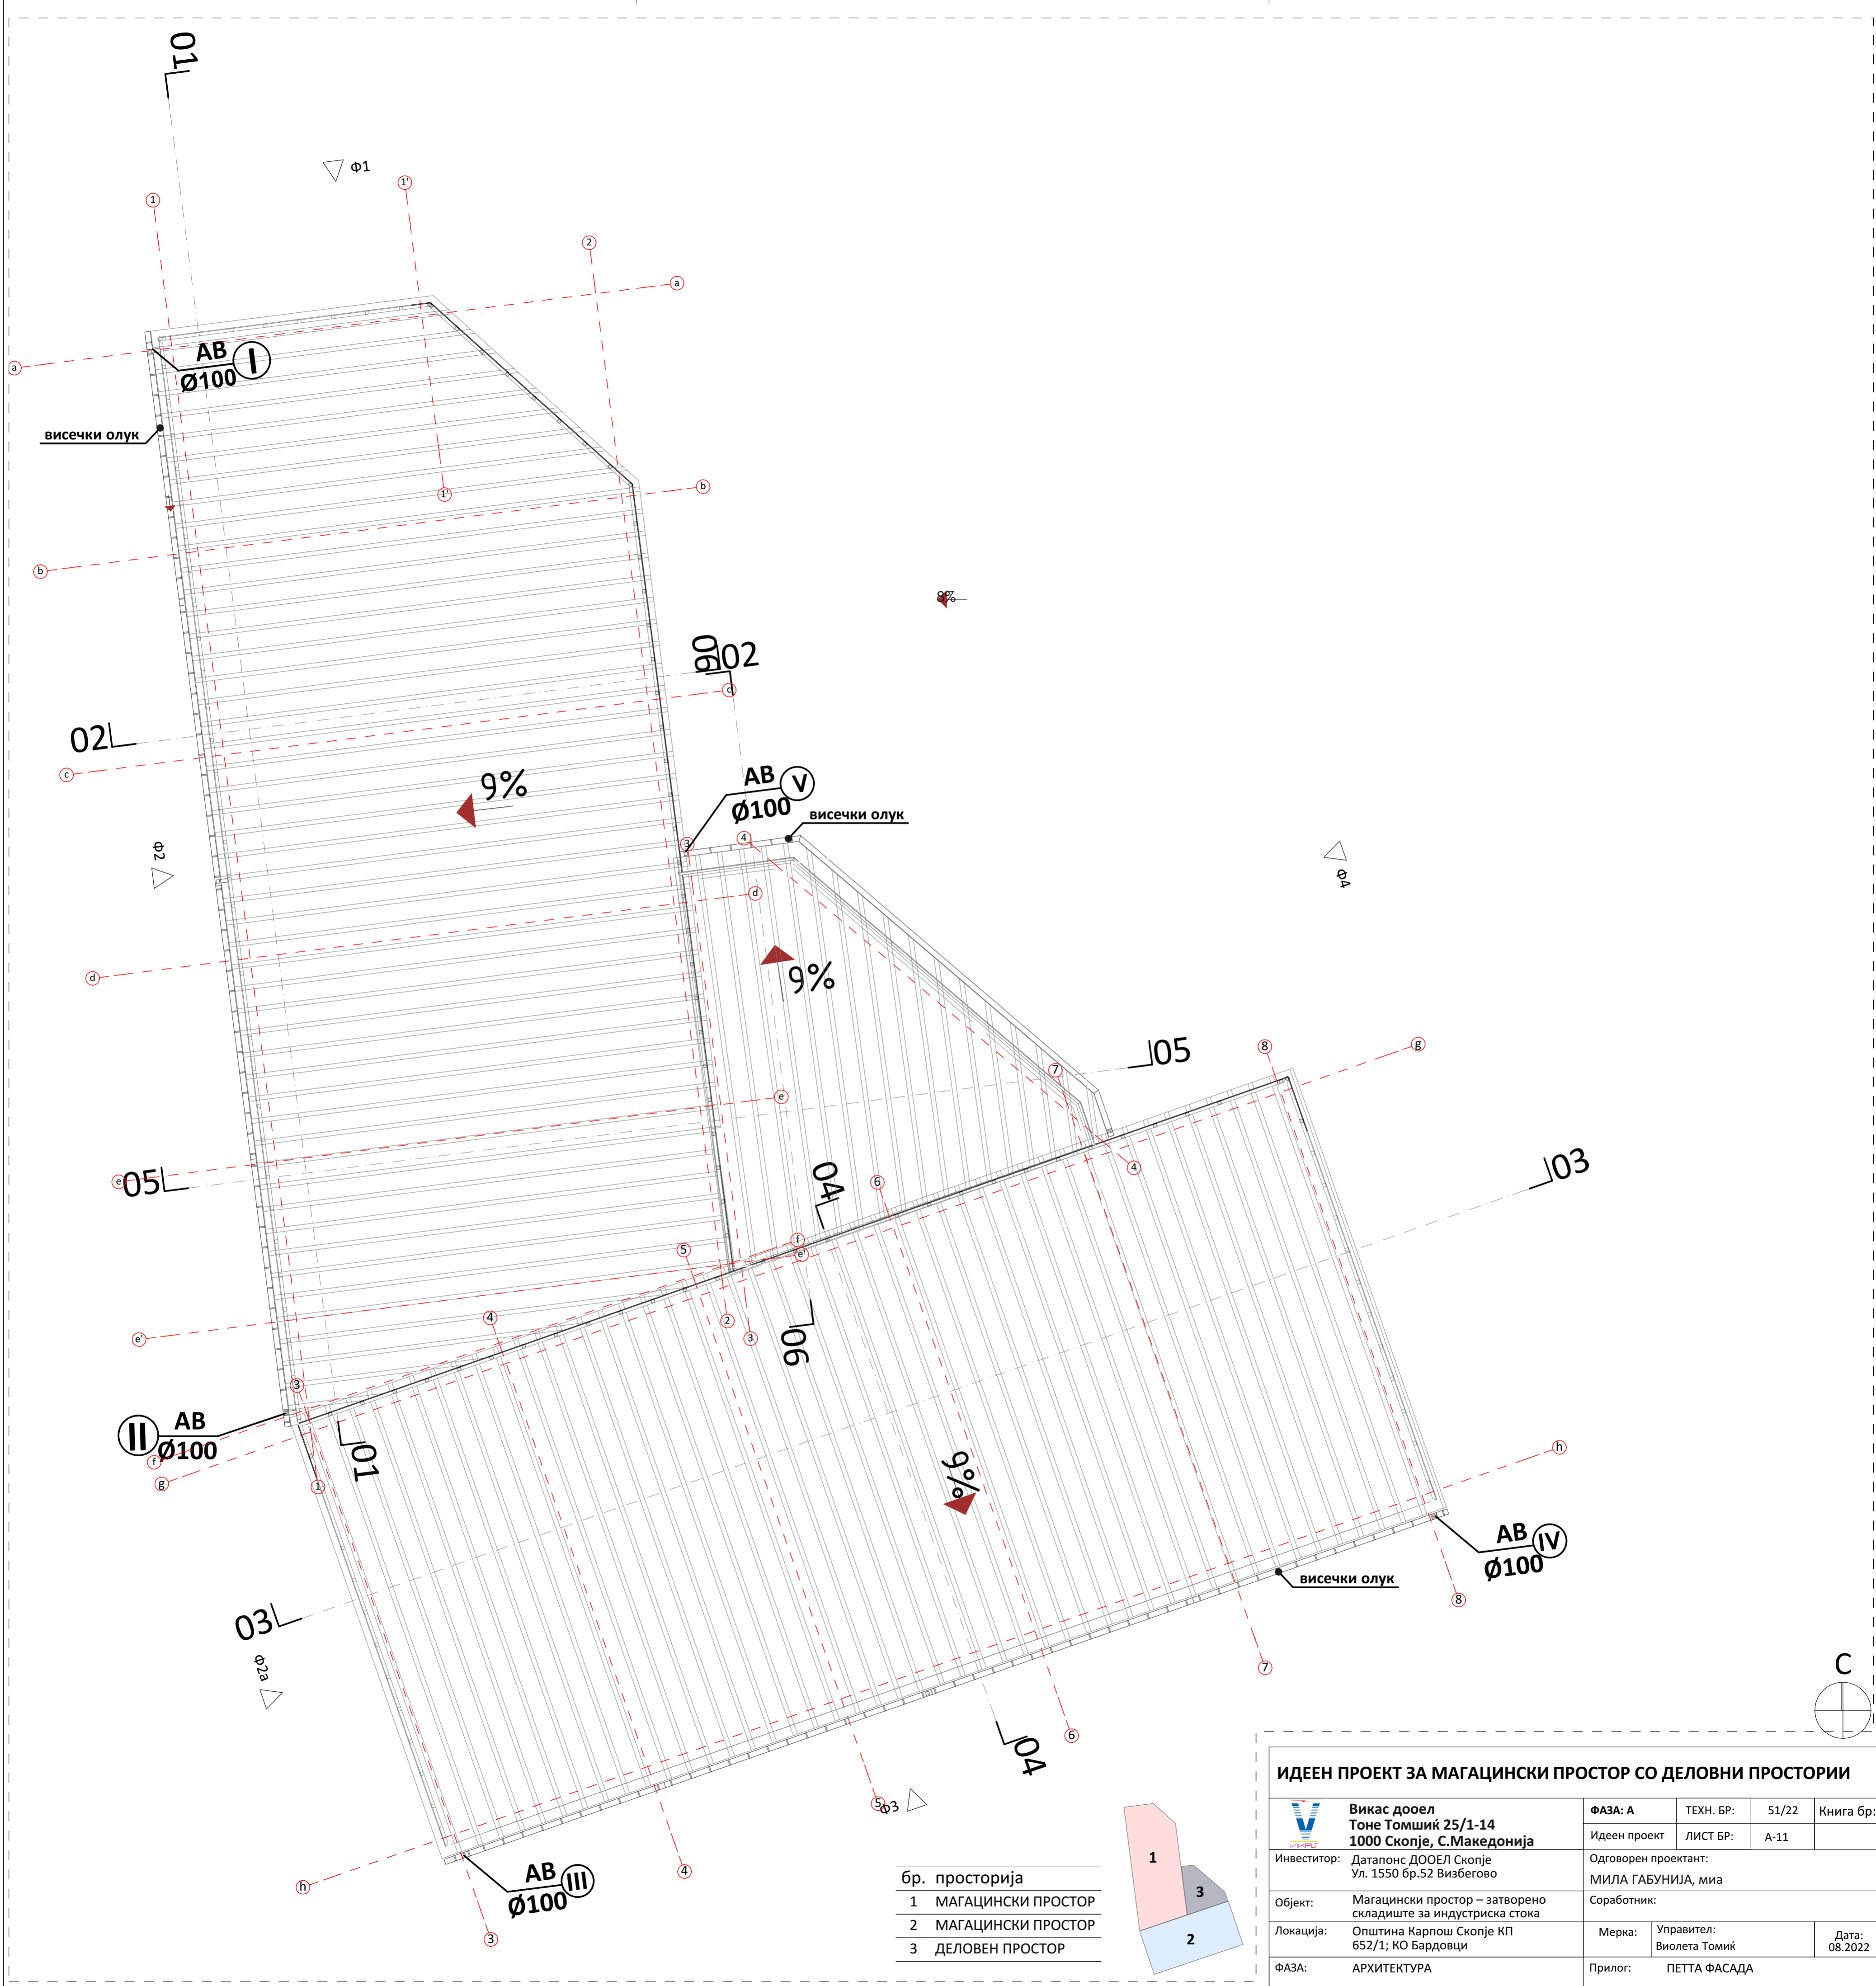 01
Ф1
1
1'
2
a
a
АВ
Ø100
I
висечки олук
1'
b
b
8%
06
02
c
02
c
9%
АВ
Ø100
V
висечки олук
3
4
Ф2
Ф4
d
d
9%
05
7
8
g
e
e
05
04
4
03
6
f
e'
5
4
2
3
e'
06
3
II
АВ
Ø100
f
g
01
1
9%
h
АВ
Ø100
IV
висечки олук
8
03
Ф2а
7
6
04
5
Ф3
4
h
АВ
Ø100
III
3
С
бр. просторија
1 МАГАЦИНСКИ ПРОСТОР
2 МАГАЦИНСКИ ПРОСТОР
3 ДЕЛОВЕН ПРОСТОР
1
3
2
ИДЕЕН ПРОЕКТ ЗА МАГАЦИНСКИ ПРОСТОР СО ДЕЛОВНИ ПРОСТОРИИ
Викас дооел
Тоне Томшиќ 25/1-14
1000 Скопје, С.Македонија
ФАЗА: А ТЕХН. БР: 51/22 Книга бр:
Идеен проект ЛИСТ БР: А-11
Инвеститор: Датапонс ДООЕЛ Скопје
Ул. 1550 бр.52 Визбегово
Одговорен проектант:
МИЛА ГАБУНИЈА, миа
Објект: Магацински простор – затворено
складиште за индустриска стока
Соработник:
Локација: Општина Карпош Скопје КП
652/1; КО Бардовци
Мерка: Управител:
Виолета Томиќ
Дата:
08.2022
ФАЗА: АРХИТЕКТУРА
Прилог: ПЕТТА ФАСАДА